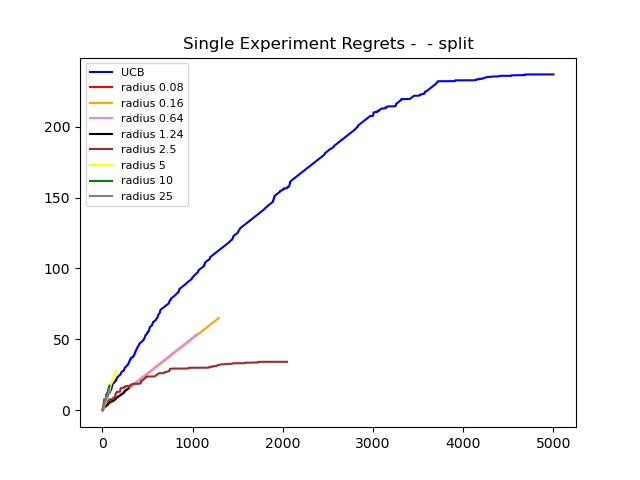 Single Experiment Regrets -  - split
UCB
radius 0.08
radius 0.16
radius 0.64
radius 1.24
radius 2.5
radius 5
radius 10
radius 25
200
150
100
50
0
0 1000 2000 3000 4000 5000